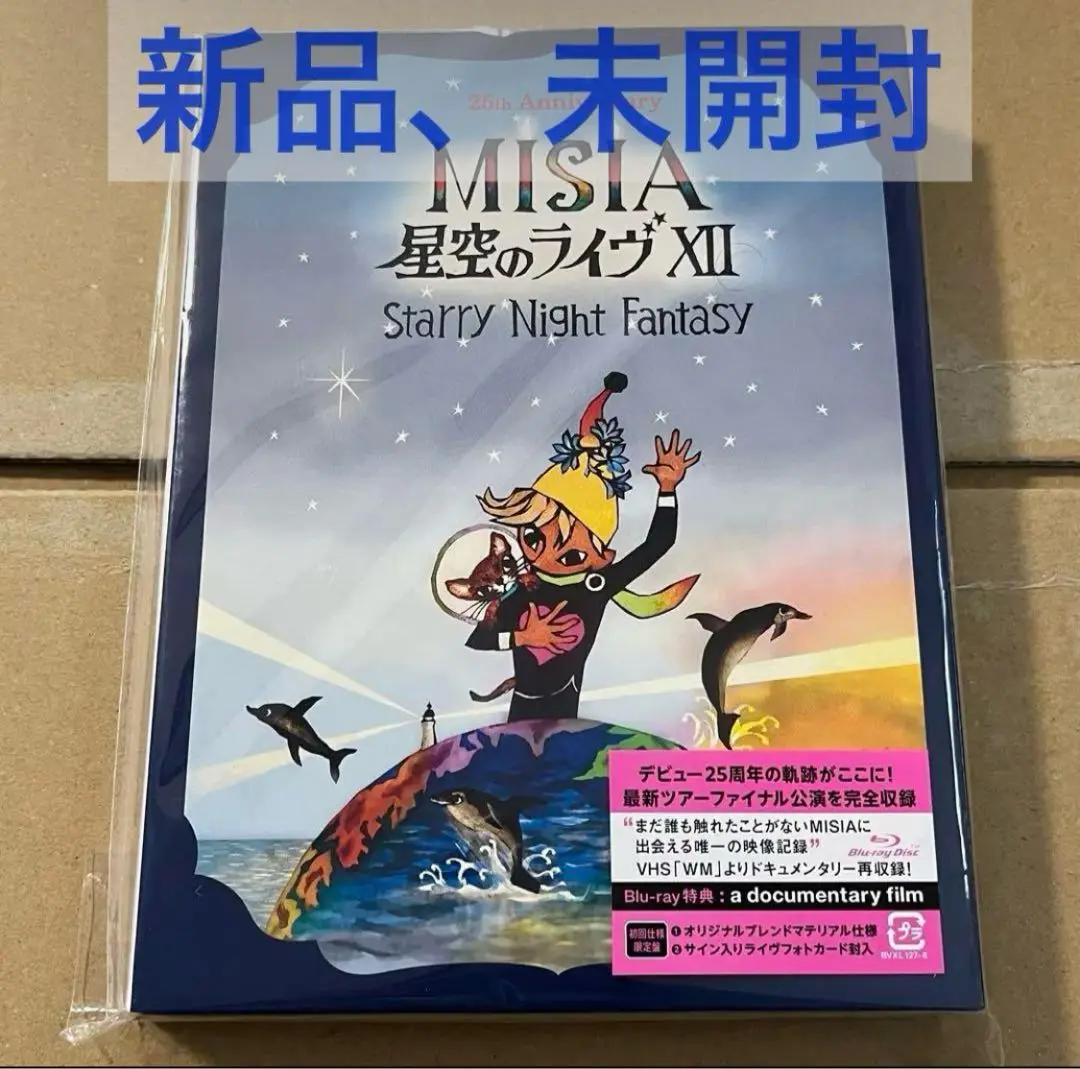 新品、未開封
25th Anniversary
MISIA
星空のライヴ XII
Starry Night Fantasy
デビュー25周年の軌跡がここに!
最新ツアーファイナル公演を完全収録
“まだ誰も触れたことがないMISIAに
出会える唯一の映像記録”
Blu-ray Disc
VHS「WM」よりドキュメンタリー再収録!
Blu-ray特典:a documentary film
初回仕様
限定盤
❶オリジナルブレンドマテリアル仕様
❷サイン入りライヴフォトカード封入
プラ
BVXL 127-8